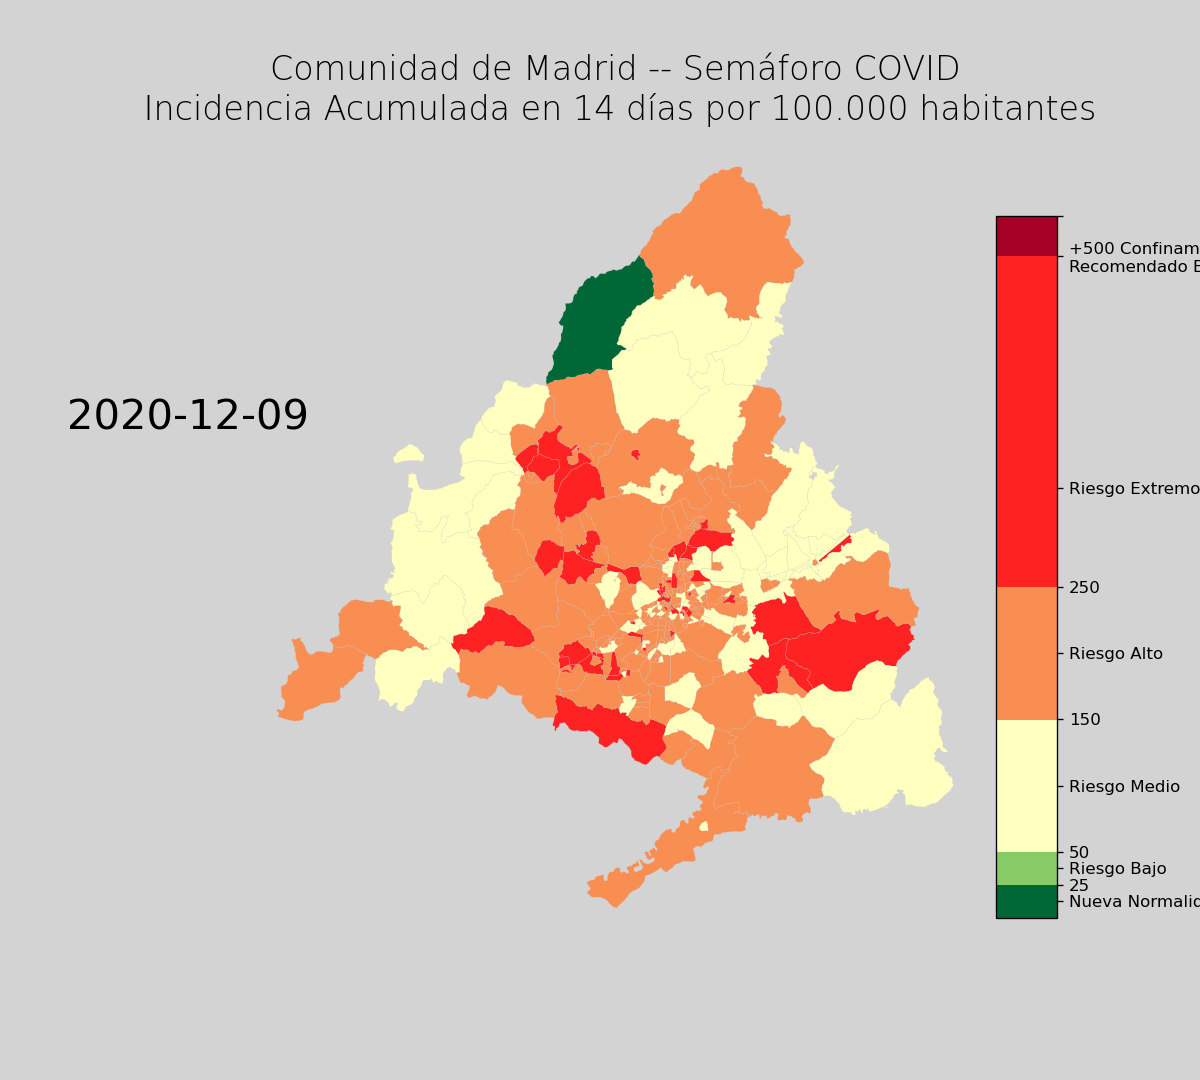 Comunidad de Madrid -- Semáforo COVID
Incidencia Acumulada en 14 días por 100.000 habitantes
2020-12-09
+500 Confinam
Recomendado E
Riesgo Extremo
250
Riesgo Alto
150
Riesgo Medio
50
Riesgo Bajo
25
Nueva Normalid